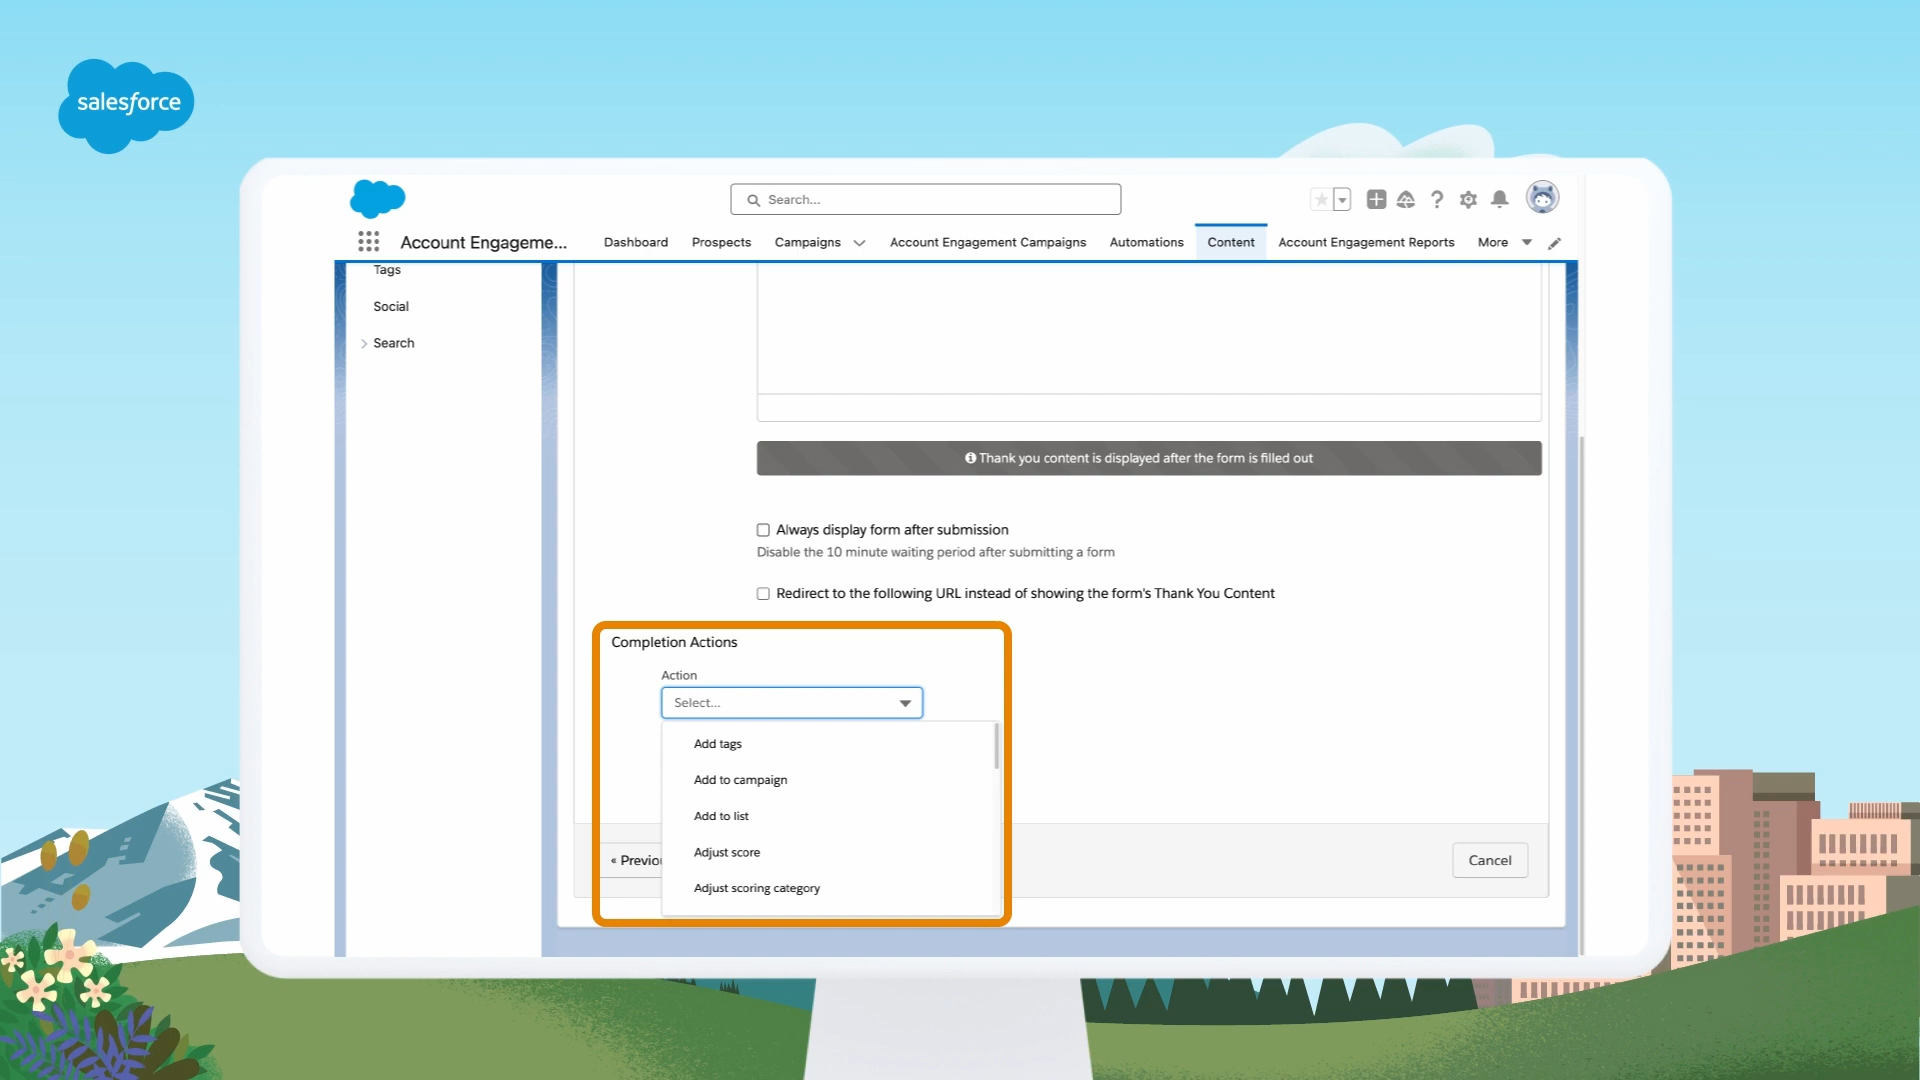 salesforce
Search...
Account Engageme...
Dashboard
Prospects
Campaigns
Account Engagement Campaigns
Automations
Content
Account Engagement Reports
More
Tags
Social
Search
Thank you content is displayed after the form is filled out
Always display form after submission
Disable the 10 minute waiting period after submitting a form
Redirect to the following URL instead of showing the form's Thank You Content
Completion Actions
Action
Select...
Add tags
Add to campaign
Add to list
Adjust score
Adjust scoring category
« Previo
Cancel